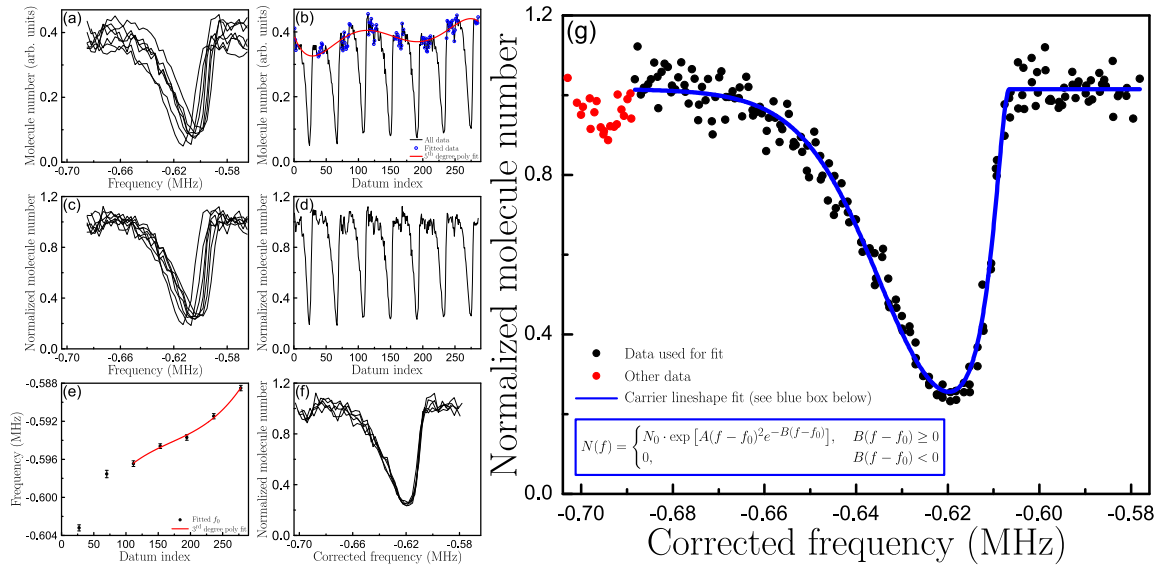 (a)
Molecule number (arb. units)
0.4
0.2
0.0
-0.70 -0.66 -0.62 -0.58
Frequency (MHz)
(b)
Molecule number (arb. units)
0.4
0.2
0.0
All data
Fitted data
5th degree poly fit
0 50 100 150 200 250
Datum index
(c)
Normalized molecule number
1.2
0.9
0.6
0.3
0.0
-0.70 -0.66 -0.62 -0.58
Frequency (MHz)
(d)
Normalized molecule number
1.2
0.8
0.4
0.0
0 50 100 150 200 250
Datum index
(e)
Frequency (MHz)
-0.588
-0.592
-0.596
-0.600
-0.604
Fitted f0
3rd degree poly fit
0 50 100 150 200 250
Datum index
(f)
Normalized molecule number
1.2
0.8
0.4
0.0
-0.70 -0.66 -0.62 -0.58
Corrected frequency (MHz)
(g)
Normalized molecule number
1.2
0.8
0.4
0.0
Data used for fit
Other data
Carrier lineshape fit (see blue box below)
N(f) = { N0 · exp [A(f−f0)2e−B(f−f0)], B(f − f0) ≥ 0
0, B(f − f0) < 0
-0.70 -0.68 -0.66 -0.64 -0.62 -0.60 -0.58
Corrected frequency (MHz)